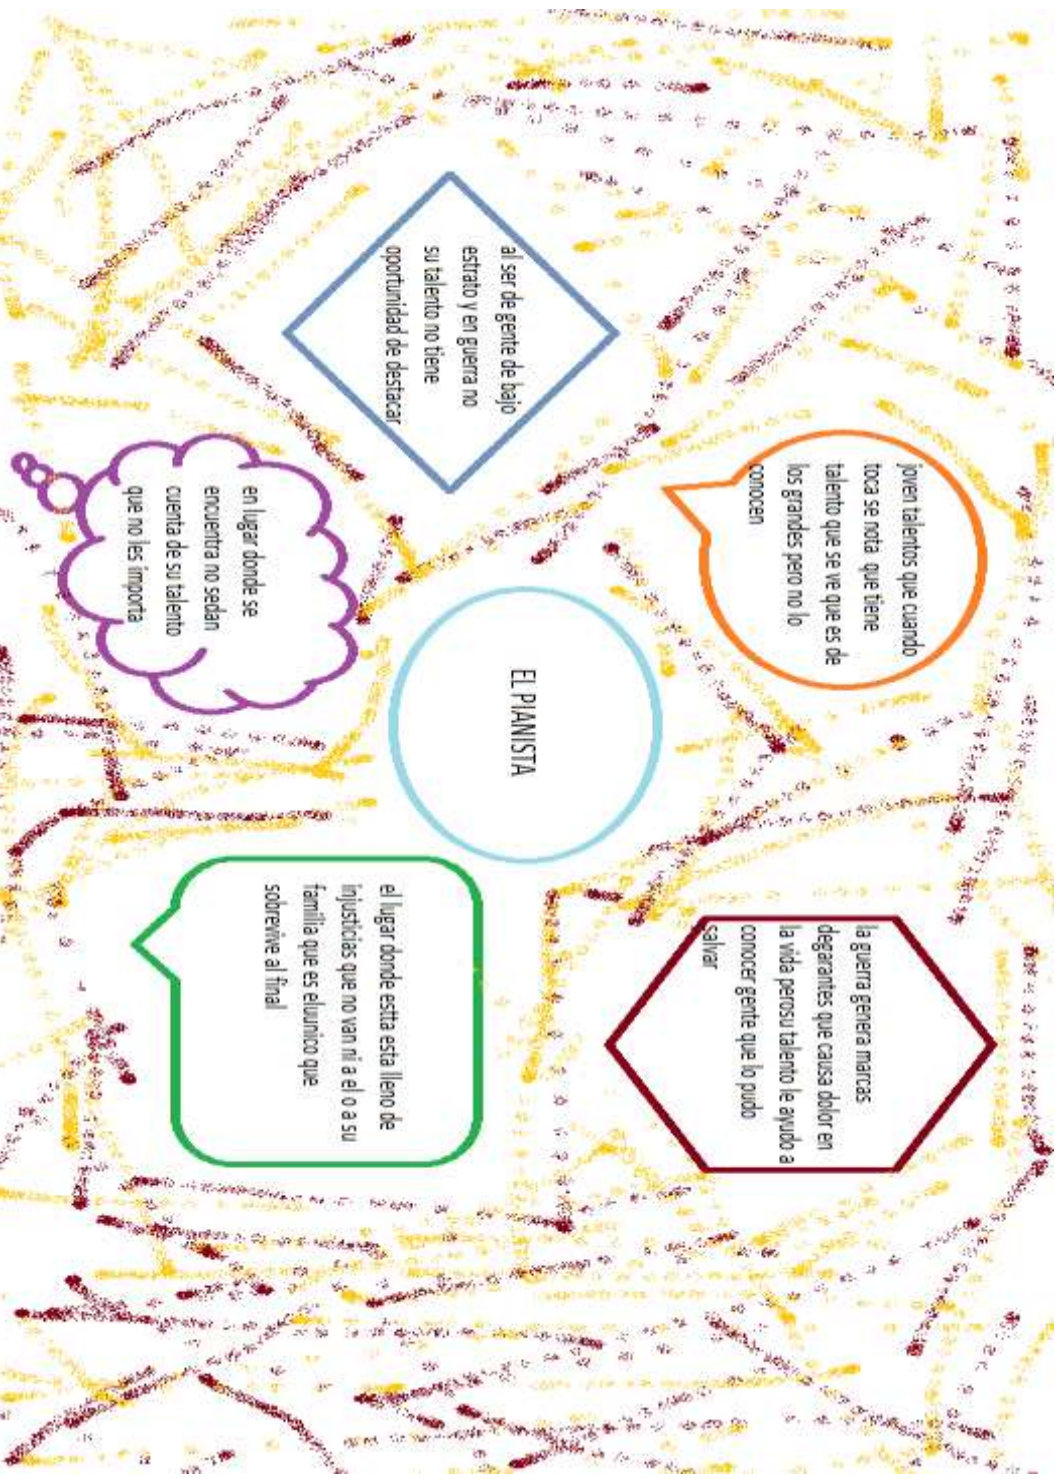 al ser de gente de bajo
estrato y en guerra no
su talento no tiene
oportunidad de destacar
joven talentos que cuando
toca se nota que tiene
talento que se ve que es de
los grandes pero no lo
conocen
en lugar donde se
encuentra no sedan
cuenta de su talento
que no les importa
EL PIANISTA
la guerra genera marcas
degarantes que causa dolor en
la vida perosu talento le ayudo a
conocer gente que lo pudo
salvar
el lugar donde estta esta lleno de
injusticias que no van ni a el o a su
familia que es eluunico que
sobrevive al final